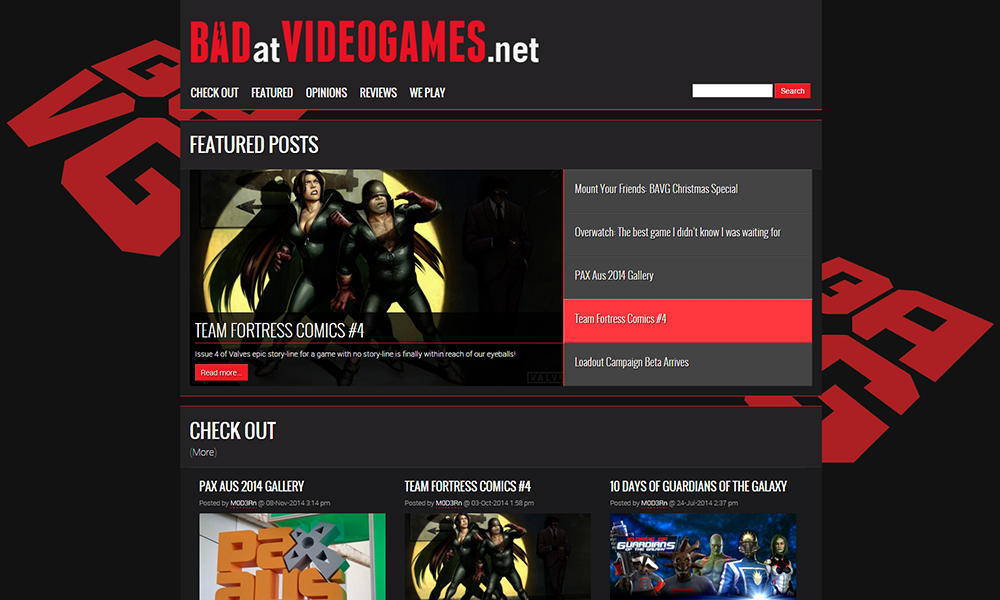 BADatVIDEOGAMES.net
CHECK OUT FEATURED OPINIONS REVIEWS WE PLAY
Search
FEATURED POSTS
Mount Your Friends: BAVG Christmas Special
Overwatch: The best game I didn't know I was waiting for
PAX Aus 2014 Gallery
Team Fortress Comics #4
Loadout Campaign Beta Arrives
TEAM FORTRESS COMICS #4
Issue 4 of Valves epic story-line for a game with no story-line is finally within reach of our eyeballs!
Read more...
VALVE
CHECK OUT
(More)
PAX AUS 2014 GALLERY
Posted by M0D3Rn @ 08-Nov-2014 3:14 pm
pax
aus
TEAM FORTRESS COMICS #4
Posted by M0D3Rn @ 03-Oct-2014 1:58 pm
10 DAYS OF GUARDIANS OF THE GALAXY
Posted by M0D3Rn @ 24-Jul-2014 2:37 pm
10 DAYS OF
GUARDIANS
OF THE GALAXY